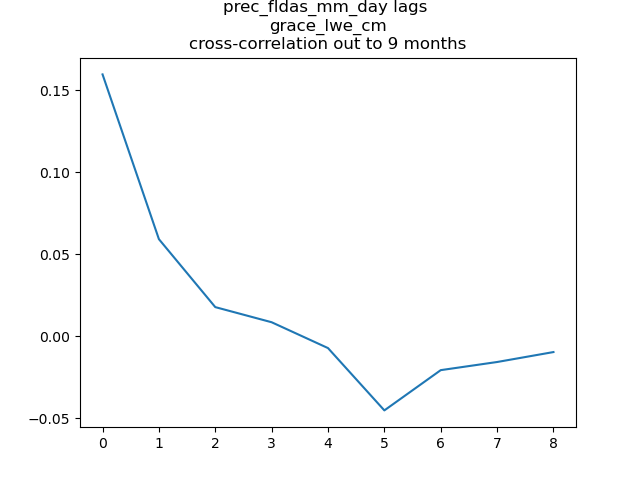 prec_fldas_mm_day lags
grace_lwe_cm
cross-correlation out to 9 months
0.15
0.10
0.05
0.00
−0.05
0 1 2 3 4 5 6 7 8